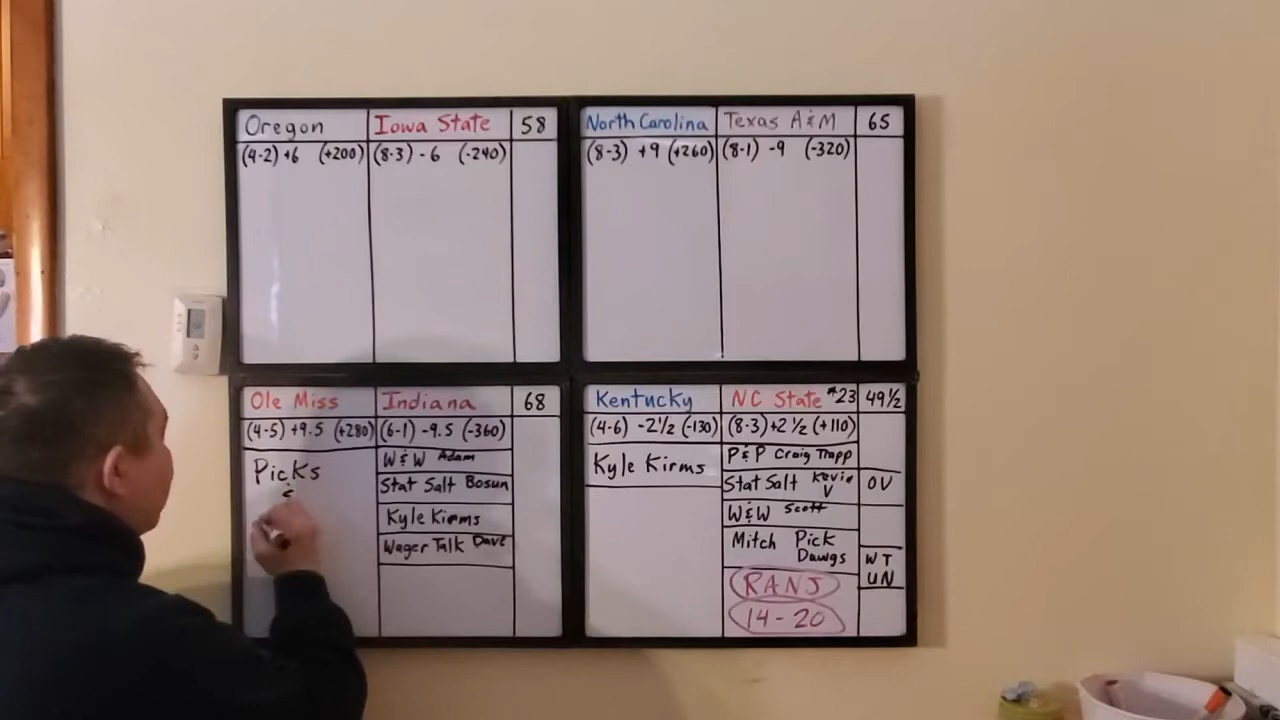 Oregon Iowa State 58
(4-2) +6 (+200) (8-3) -6 (-240)
North Carolina Texas A&M 65
(8-3) +9 (+260) (8-1) -9 (-320)
Ole Miss Indiana 68
(4-5) +9.5 (+280) (6-1) -9.5 (-360)
Picks
&
W&W Adam
Stat Salt Bosun
Kyle Kirms
Wager Talk Dave
Kentucky NC State #23 49½
(4-6) -2½ (-130) (8-3) +2½ (+110)
Kyle Kirms
P&P Craig Trapp
Stat Salt Kevin V
OV
W&W Scott
Mitch Pick
Dawgs
WT
UN
RANJ
14-20